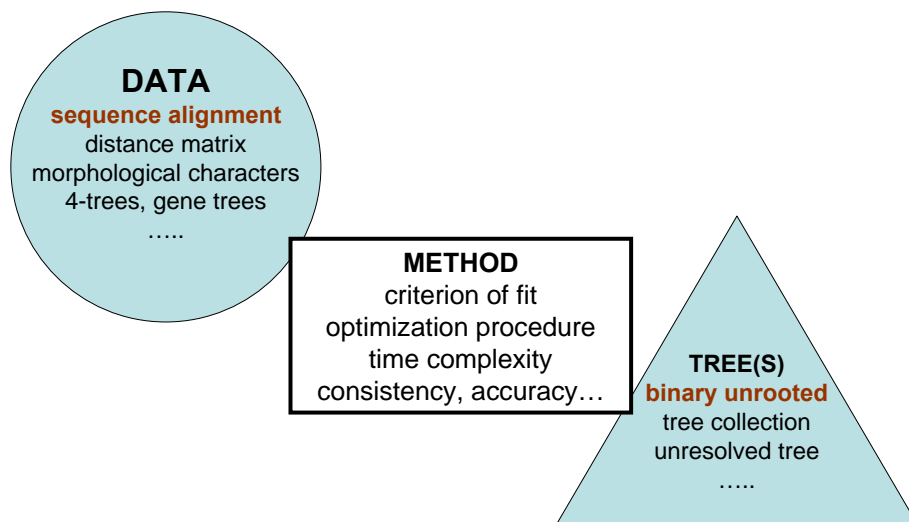 DATA
sequence alignment
distance matrix
morphological characters
4-trees, gene trees
…..
METHOD
criterion of fit
optimization procedure
time complexity
consistency, accuracy…
TREE(S)
binary unrooted
tree collection
unresolved tree
…..